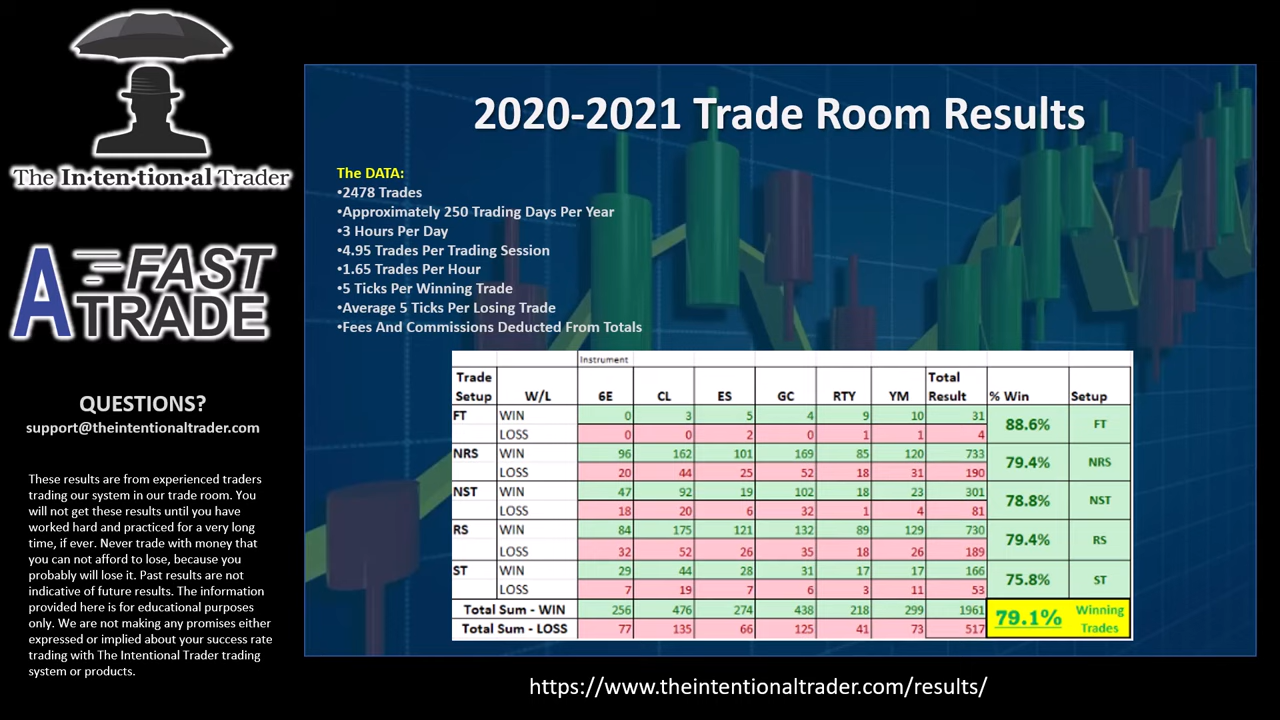 The In·ten·tion·al Trader
A FAST
TRADE
QUESTIONS?
support@theintentionaltrader.com
These results are from experienced traders
trading our system in our trade room. You
will not get these results until you have
worked hard and practiced for a very long
time, if ever. Never trade with money that
you can not afford to lose, because you
probably will lose it. Past results are not
indicative of future results. The information
provided here is for educational purposes
only. We are not making any promises either
expressed or implied about your success rate
trading with The Intentional Trader trading
system or products.
2020-2021 Trade Room Results
The DATA:
•2478 Trades
•Approximately 250 Trading Days Per Year
•3 Hours Per Day
•4.95 Trades Per Trading Session
•1.65 Trades Per Hour
•5 Ticks Per Winning Trade
•Average 5 Ticks Per Losing Trade
•Fees And Commissions Deducted From Totals
Instrument
Trade Setup W/L 6E CL ES GC RTY YM Total Result % Win Setup
FT WIN 0 3 5 4 9 10 31 88.6% FT
LOSS 0 0 2 0 1 1 4
NRS WIN 96 162 101 169 85 120 733 79.4% NRS
LOSS 20 44 25 52 18 31 190
NST WIN 47 92 19 102 18 23 301 78.8% NST
LOSS 18 20 6 32 1 4 81
RS WIN 84 175 121 132 89 129 730 79.4% RS
LOSS 32 52 26 35 18 26 189
ST WIN 29 44 28 31 17 17 166 75.8% ST
LOSS 7 19 7 6 3 11 53
Total Sum - WIN 256 476 274 438 218 299 1961 79.1% Winning Trades
Total Sum - LOSS 77 135 66 125 41 73 517
https://www.theintentionaltrader.com/results/